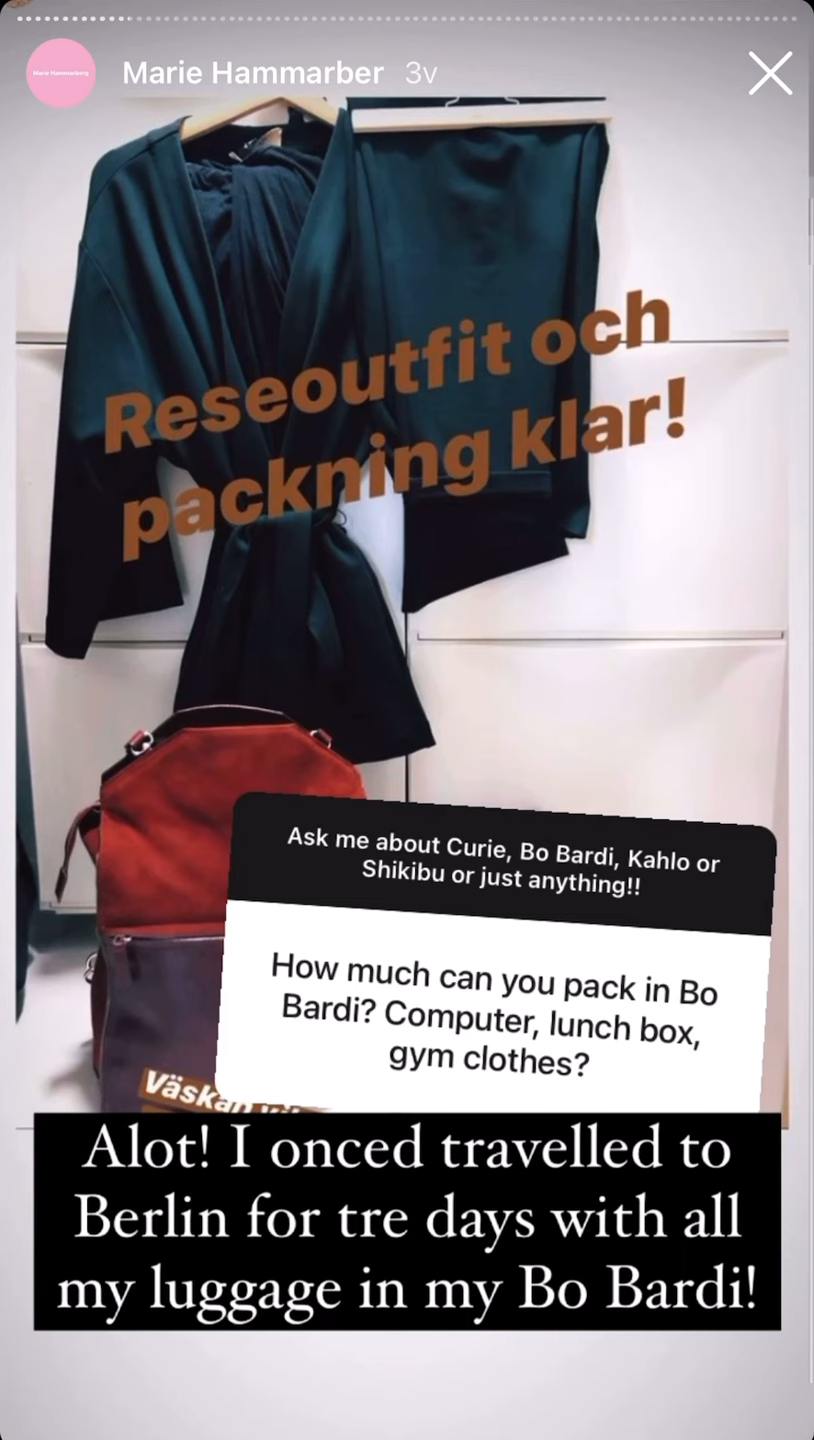 Marie Hammarberg
Marie Hammarber 3v
Reseoutfit och
packning klar!
Ask me about Curie, Bo Bardi, Kahlo or
Shikibu or just anything!!
How much can you pack in Bo
Bardi? Computer, lunch box,
gym clothes?
Väskan
Alot! I onced travelled to
Berlin for tre days with all
my luggage in my Bo Bardi!